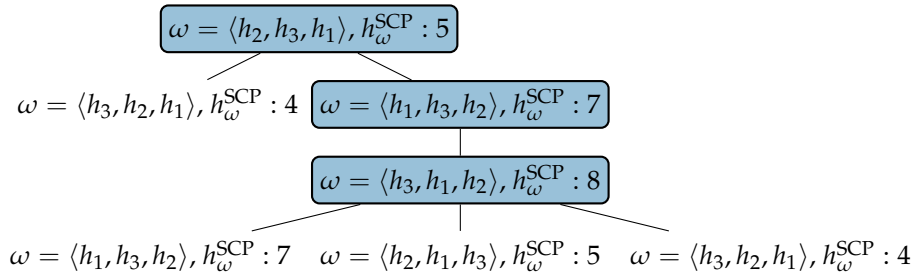 ω = ⟨h₂, h₃, h₁⟩, h_ω^SCP : 5
ω = ⟨h₃, h₂, h₁⟩, h_ω^SCP : 4 ω = ⟨h₁, h₃, h₂⟩, h_ω^SCP : 7
ω = ⟨h₃, h₁, h₂⟩, h_ω^SCP : 8
ω = ⟨h₁, h₃, h₂⟩, h_ω^SCP : 7 ω = ⟨h₂, h₁, h₃⟩, h_ω^SCP : 5 ω = ⟨h₃, h₂, h₁⟩, h_ω^SCP : 4